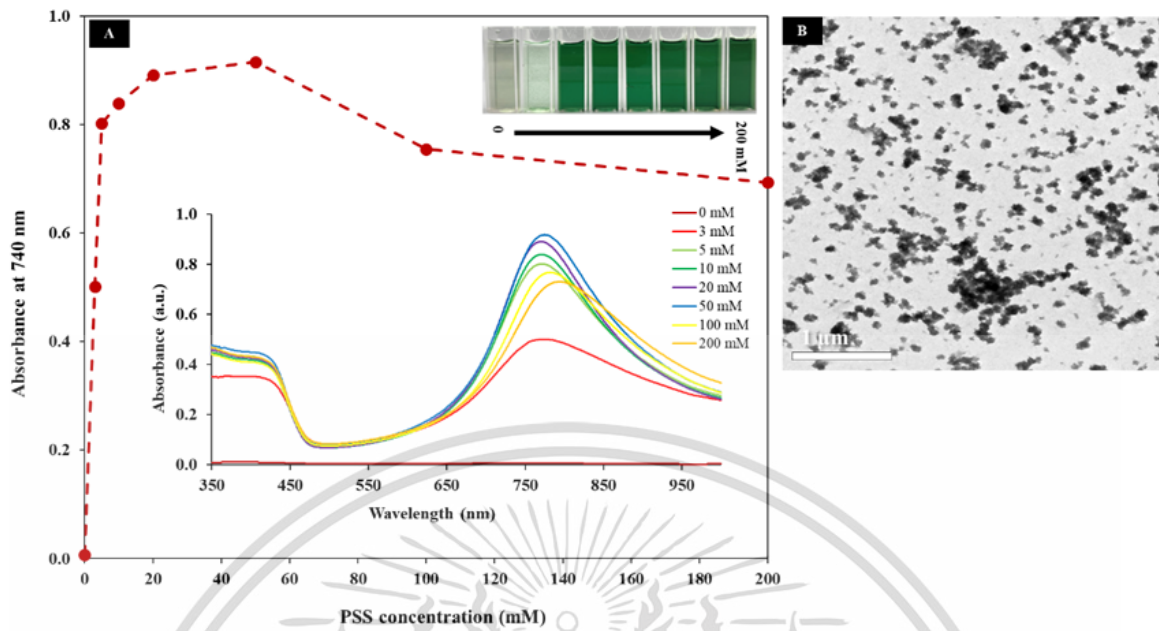 A
1.0
0.8
0.6
0.4
0.2
0.0
Absorbance at 740 nm
0 20 40 60 80 100 120 140 160 180 200
PSS concentration (mM)
0
200 mM
1.0
0.8
0.6
0.4
0.2
0.0
Absorbance (a.u.)
350 450 550 650 750 850 950
Wavelength (nm)
0 mM
3 mM
5 mM
10 mM
20 mM
50 mM
100 mM
200 mM
B
1 µm